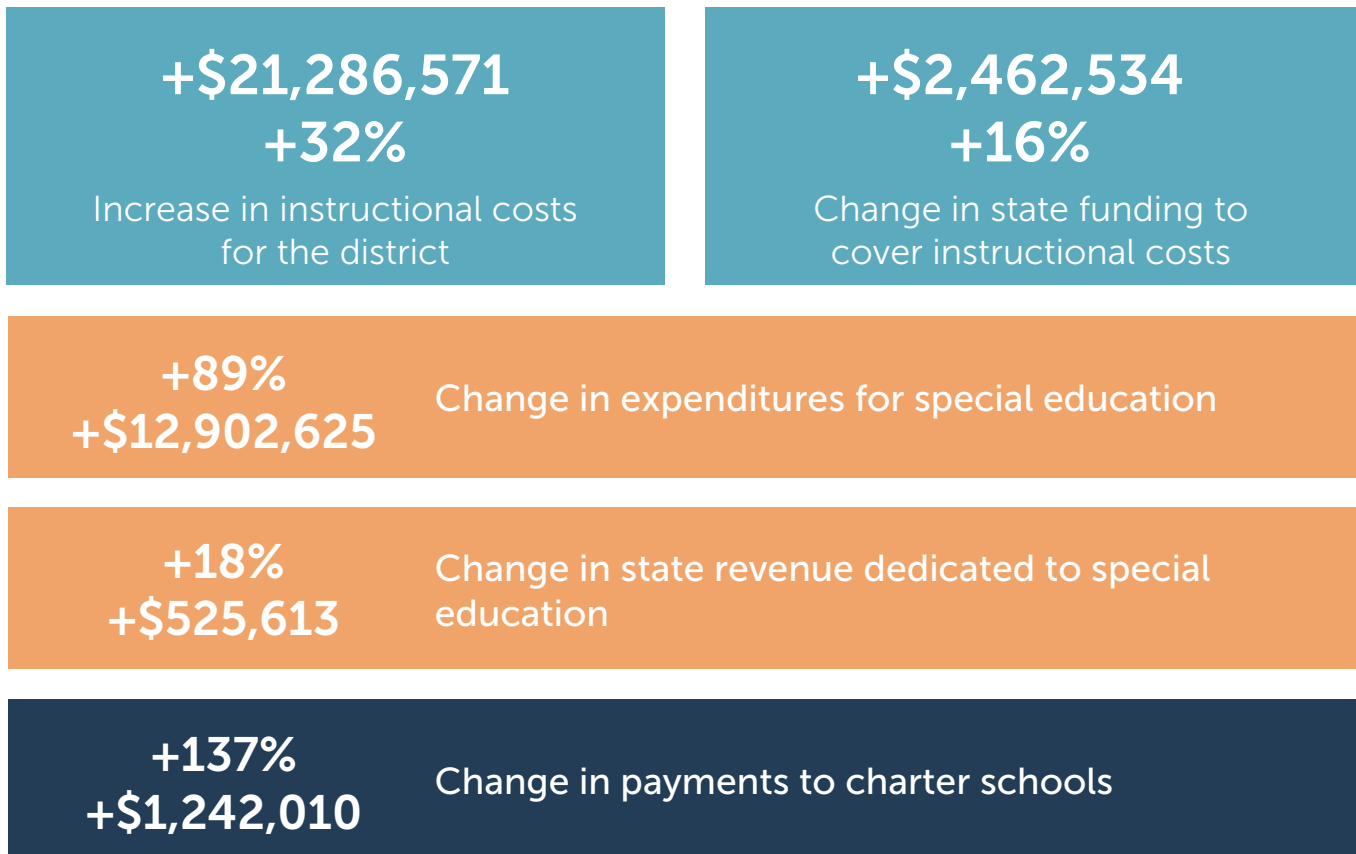 +$21,286,571
+32%
Increase in instructional costs
for the district
+$2,462,534
+16%
Change in state funding to
cover instructional costs
+89%
+$12,902,625
Change in expenditures for special education
+18%
+$525,613
Change in state revenue dedicated to special
education
+137%
+$1,242,010
Change in payments to charter schools